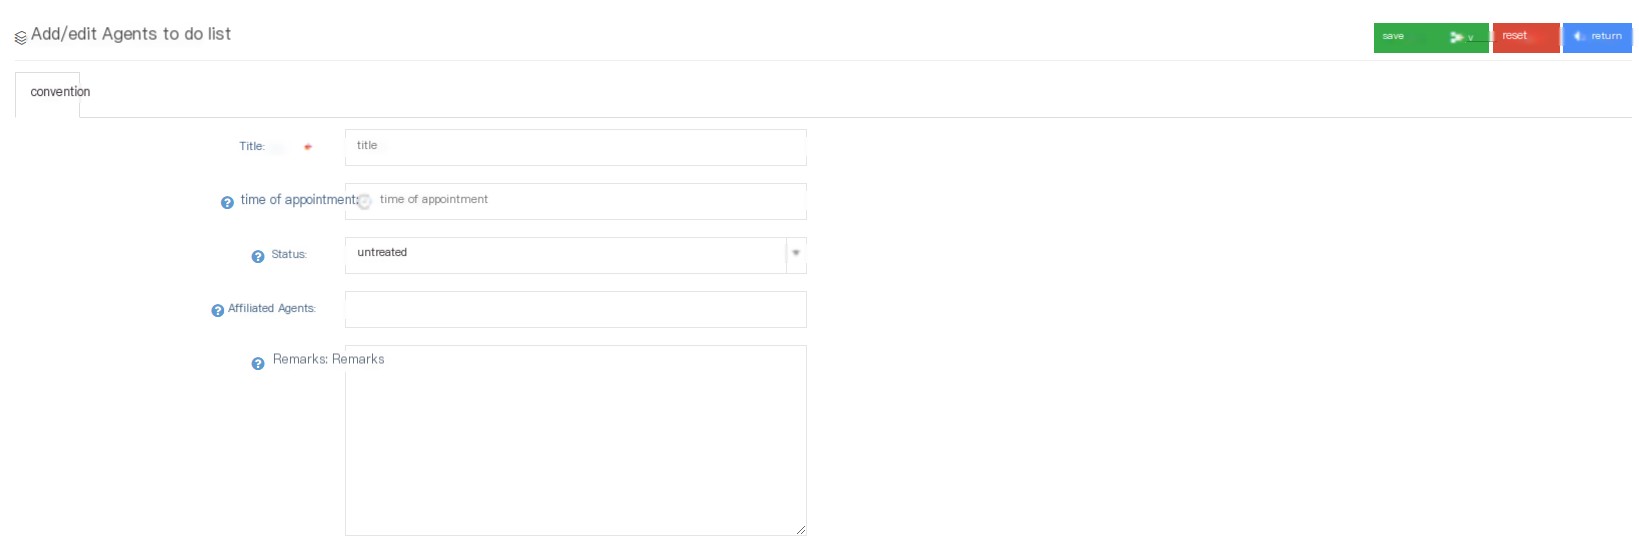 Add/edit Agents to do list
save
reset
return
convention
Title:
title
time of appointment:
time of appointment
Status:
untreated
Affiliated Agents:
Remarks: Remarks